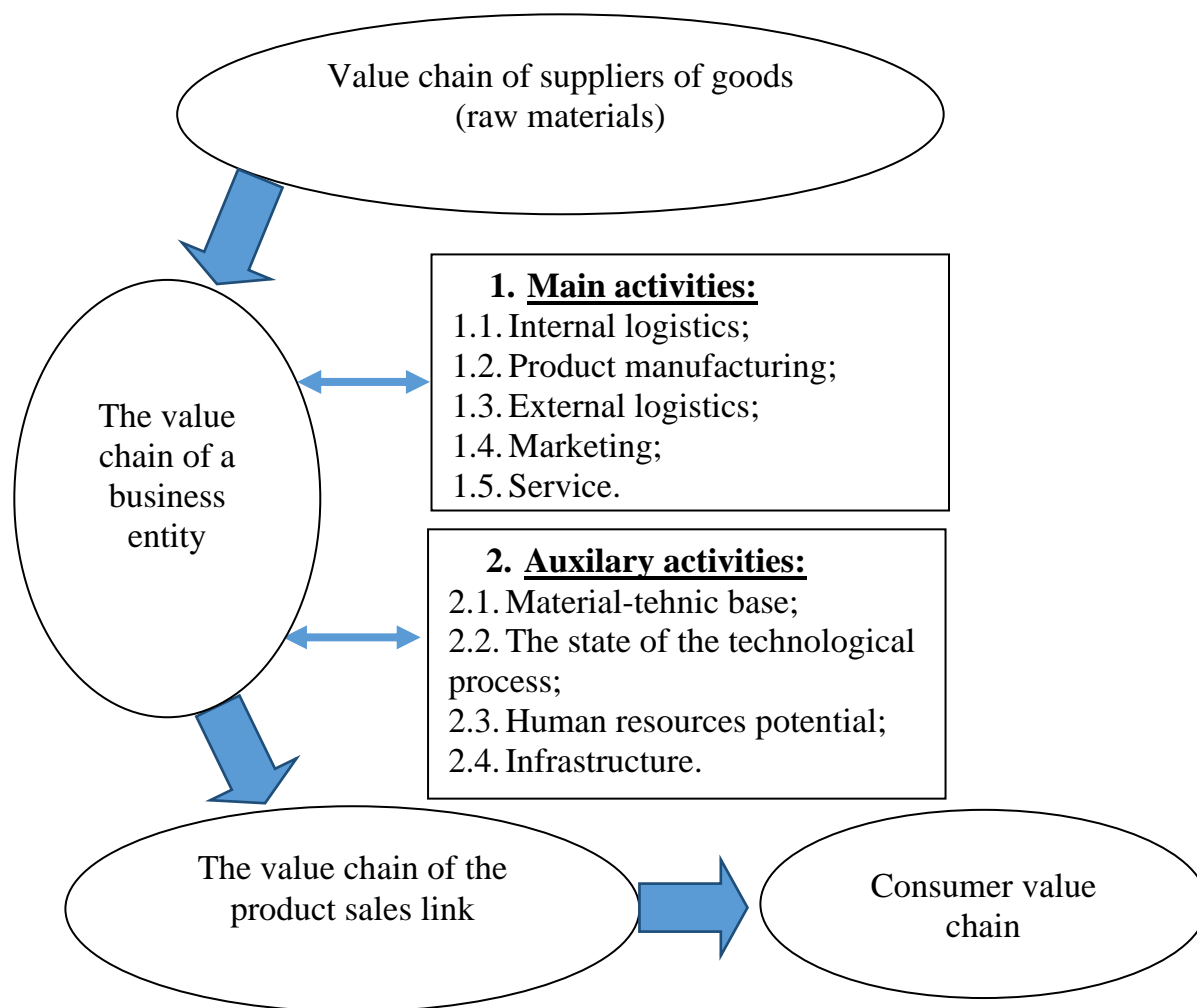 Value chain of suppliers of goods
(raw materials)
1. Main activities:
1.1. Internal logistics;
1.2. Product manufacturing;
1.3. External logistics;
1.4. Marketing;
1.5. Service.
The value
chain of a
business
entity
2. Auxilary activities:
2.1. Material-tehnic base;
2.2. The state of the technological
process;
2.3. Human resources potential;
2.4. Infrastructure.
The value chain of the
product sales link
Consumer value
chain